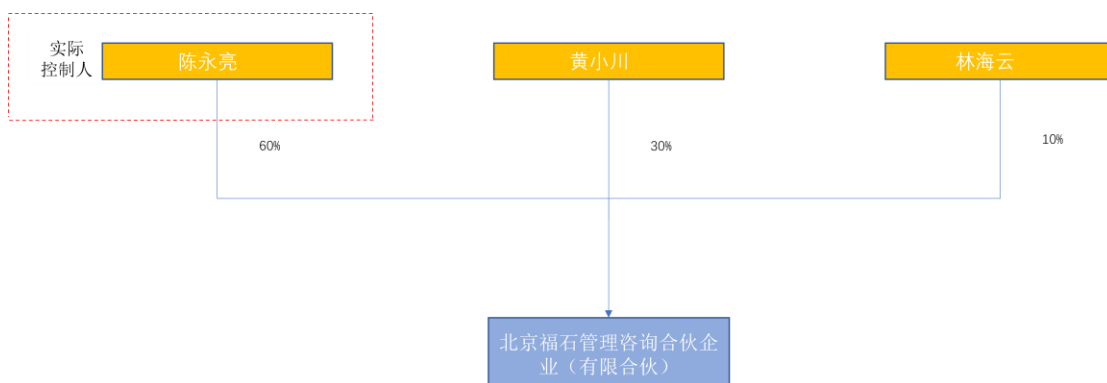 实际
控制人
陈永亮
黄小川
林海云
60%
30%
10%
北京福石管理咨询合伙企
业（有限合伙）